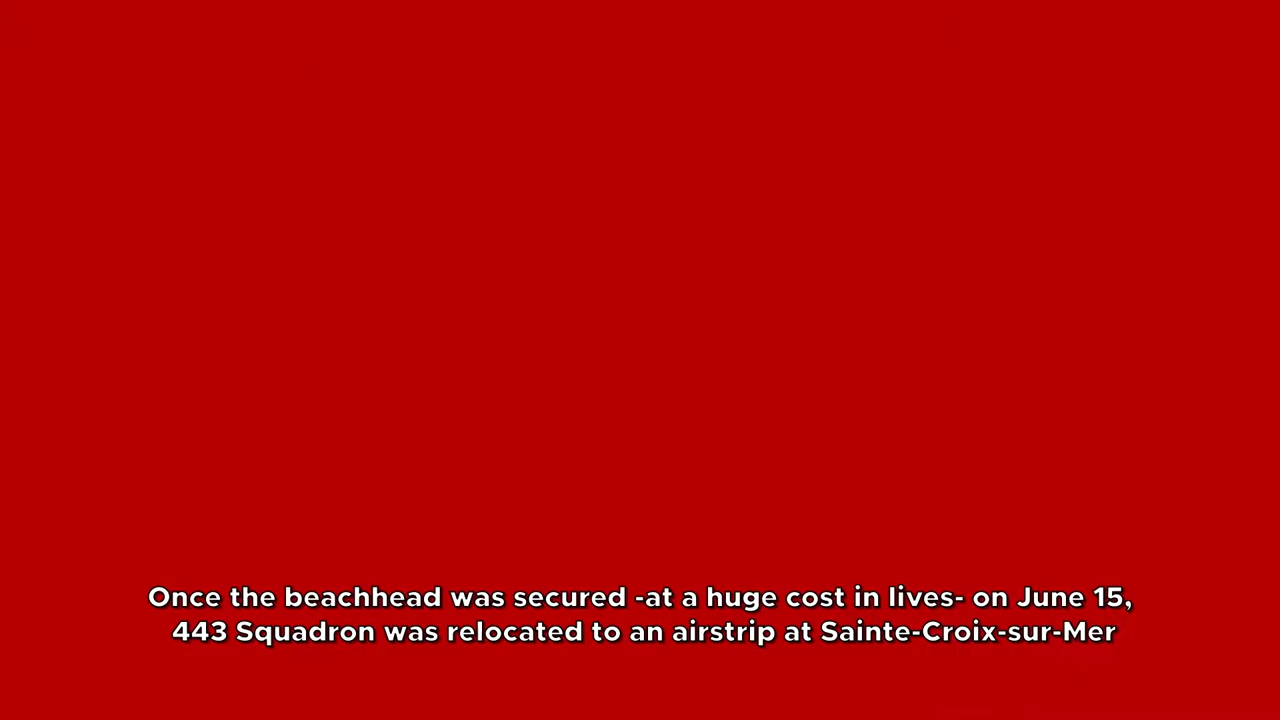 Once the beachhead was secured -at a huge cost in lives- on June 15,
443 Squadron was relocated to an airstrip at Sainte-Croix-sur-Mer